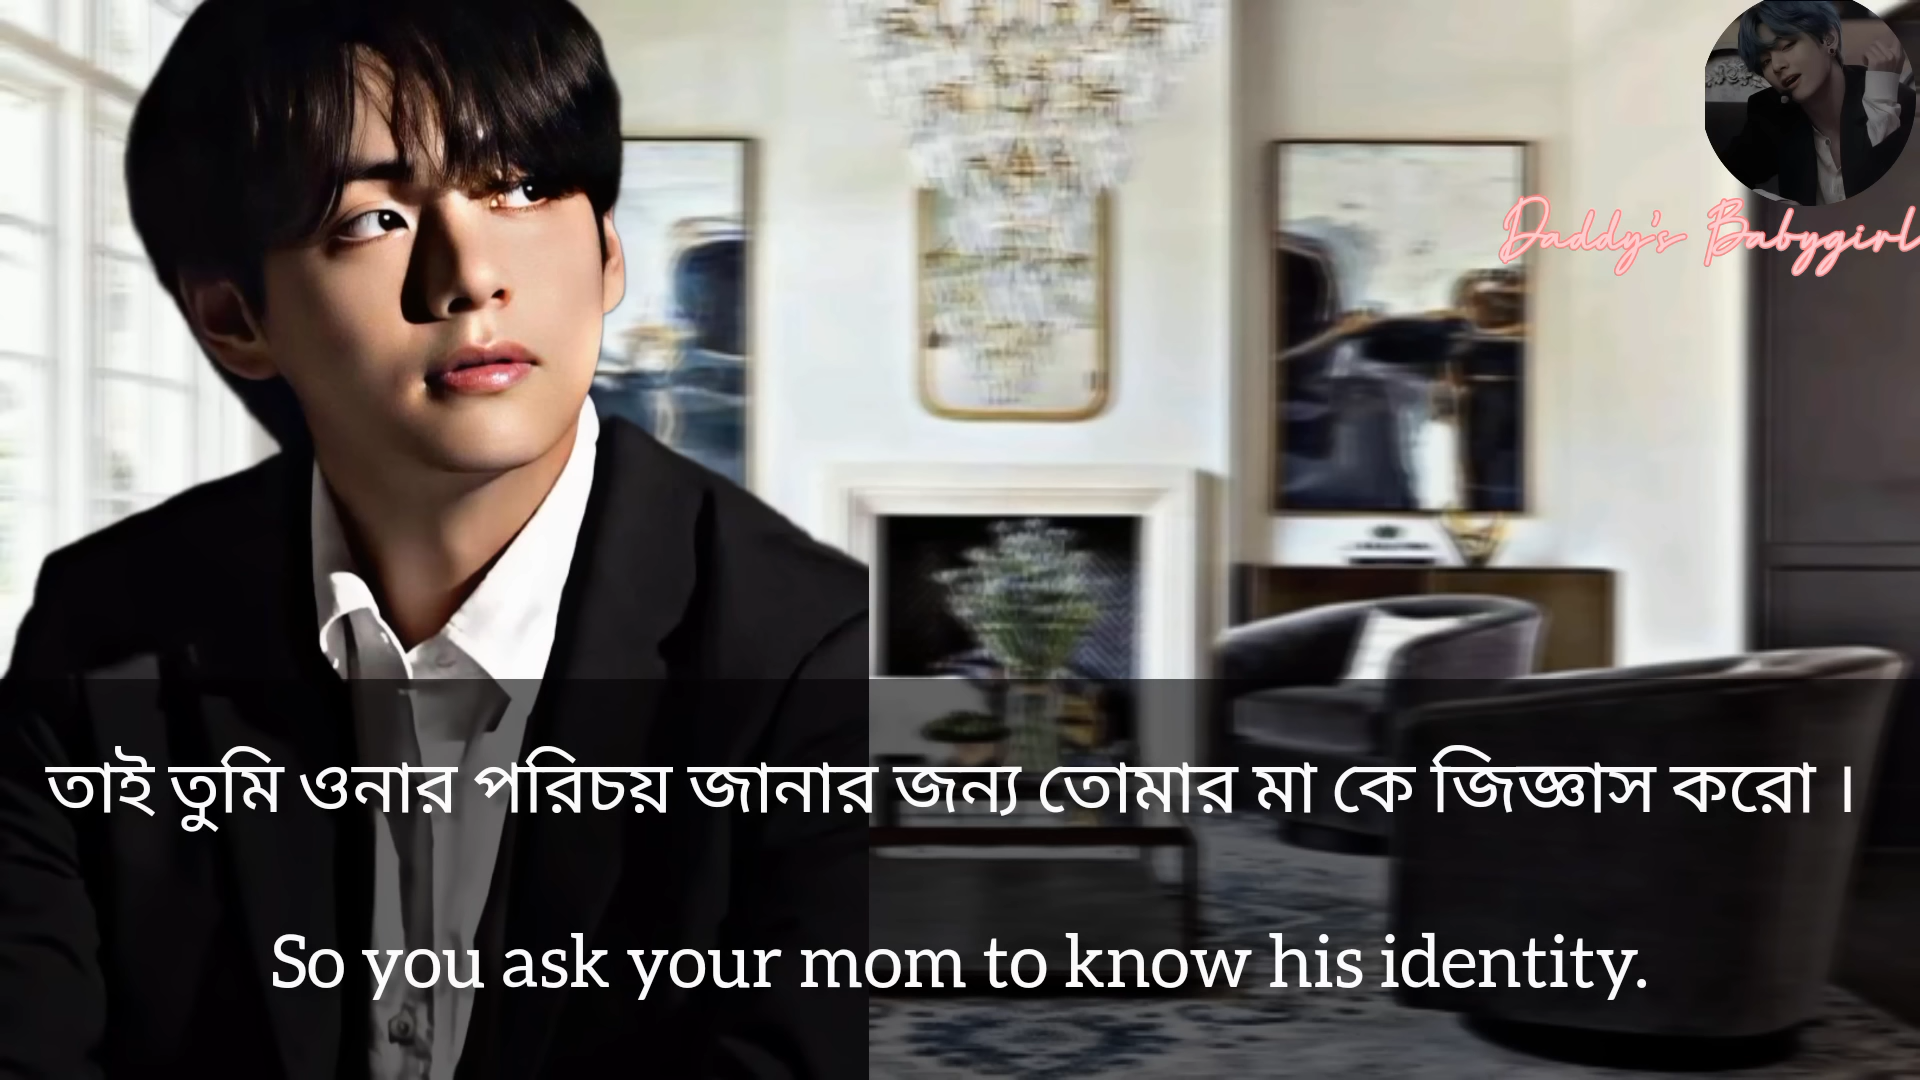 Daddy's Babygirl
তাই তুমি ওনার পরিচয় জানার জন্য তোমার মা কে জিজ্ঞাস করো ।
So you ask your mom to know his identity.